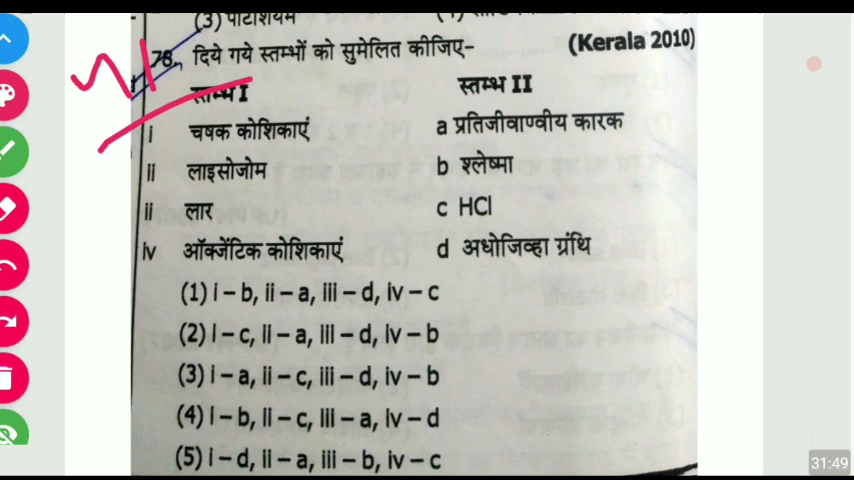 (3) पोटाशियम
78. दिये गये स्तम्भों को सुमेलित कीजिए– (Kerala 2010)
स्तम्भ I स्तम्भ II
i चषक कोशिकाएं a प्रतिजीवाण्वीय कारक
ii लाइसोजोम b श्लेष्मा
ii लार c HCl
iv ऑक्जेंटिक कोशिकाएं d अधोजिव्हा ग्रंथि
(1) i – b, ii – a, iii – d, iv – c
(2) i – c, ii – a, iii – d, iv – b
(3) i – a, ii – c, iii – d, iv – b
(4) i – b, ii – c, iii – a, iv – d
(5) i – d, ii – a, iii – b, iv – c
31:49